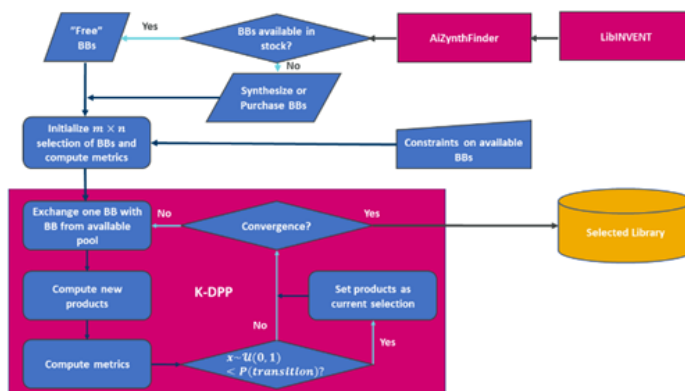 "Free"
BBs
Yes
BBs available in
stock?
AiZynthFinder
LibINVENT
No
Synthesize or
Purchase BBs
Initialize m × n
selection of BBs and
compute metrics
Constraints on available
BBs
Exchange one BB with
BB from available
pool
No
Convergence?
Yes
Selected Library
Compute new
products
K-DPP
Set products as
current selection
No
Yes
Compute metrics
x~U(0, 1)
< P(transition)?